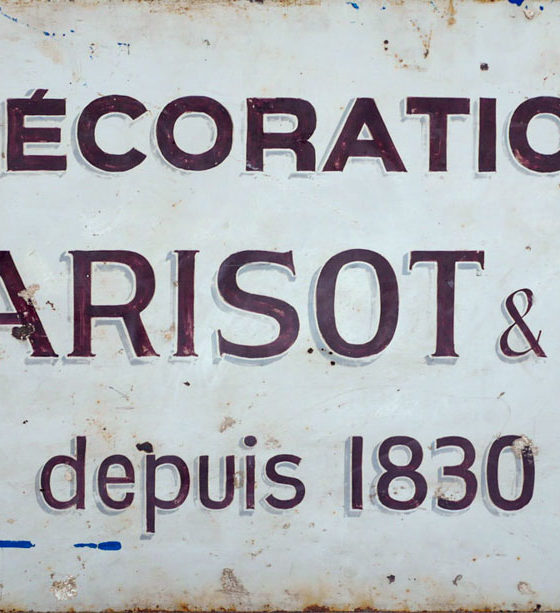 ÉCORATIO
ARISOT &
depuis 1830